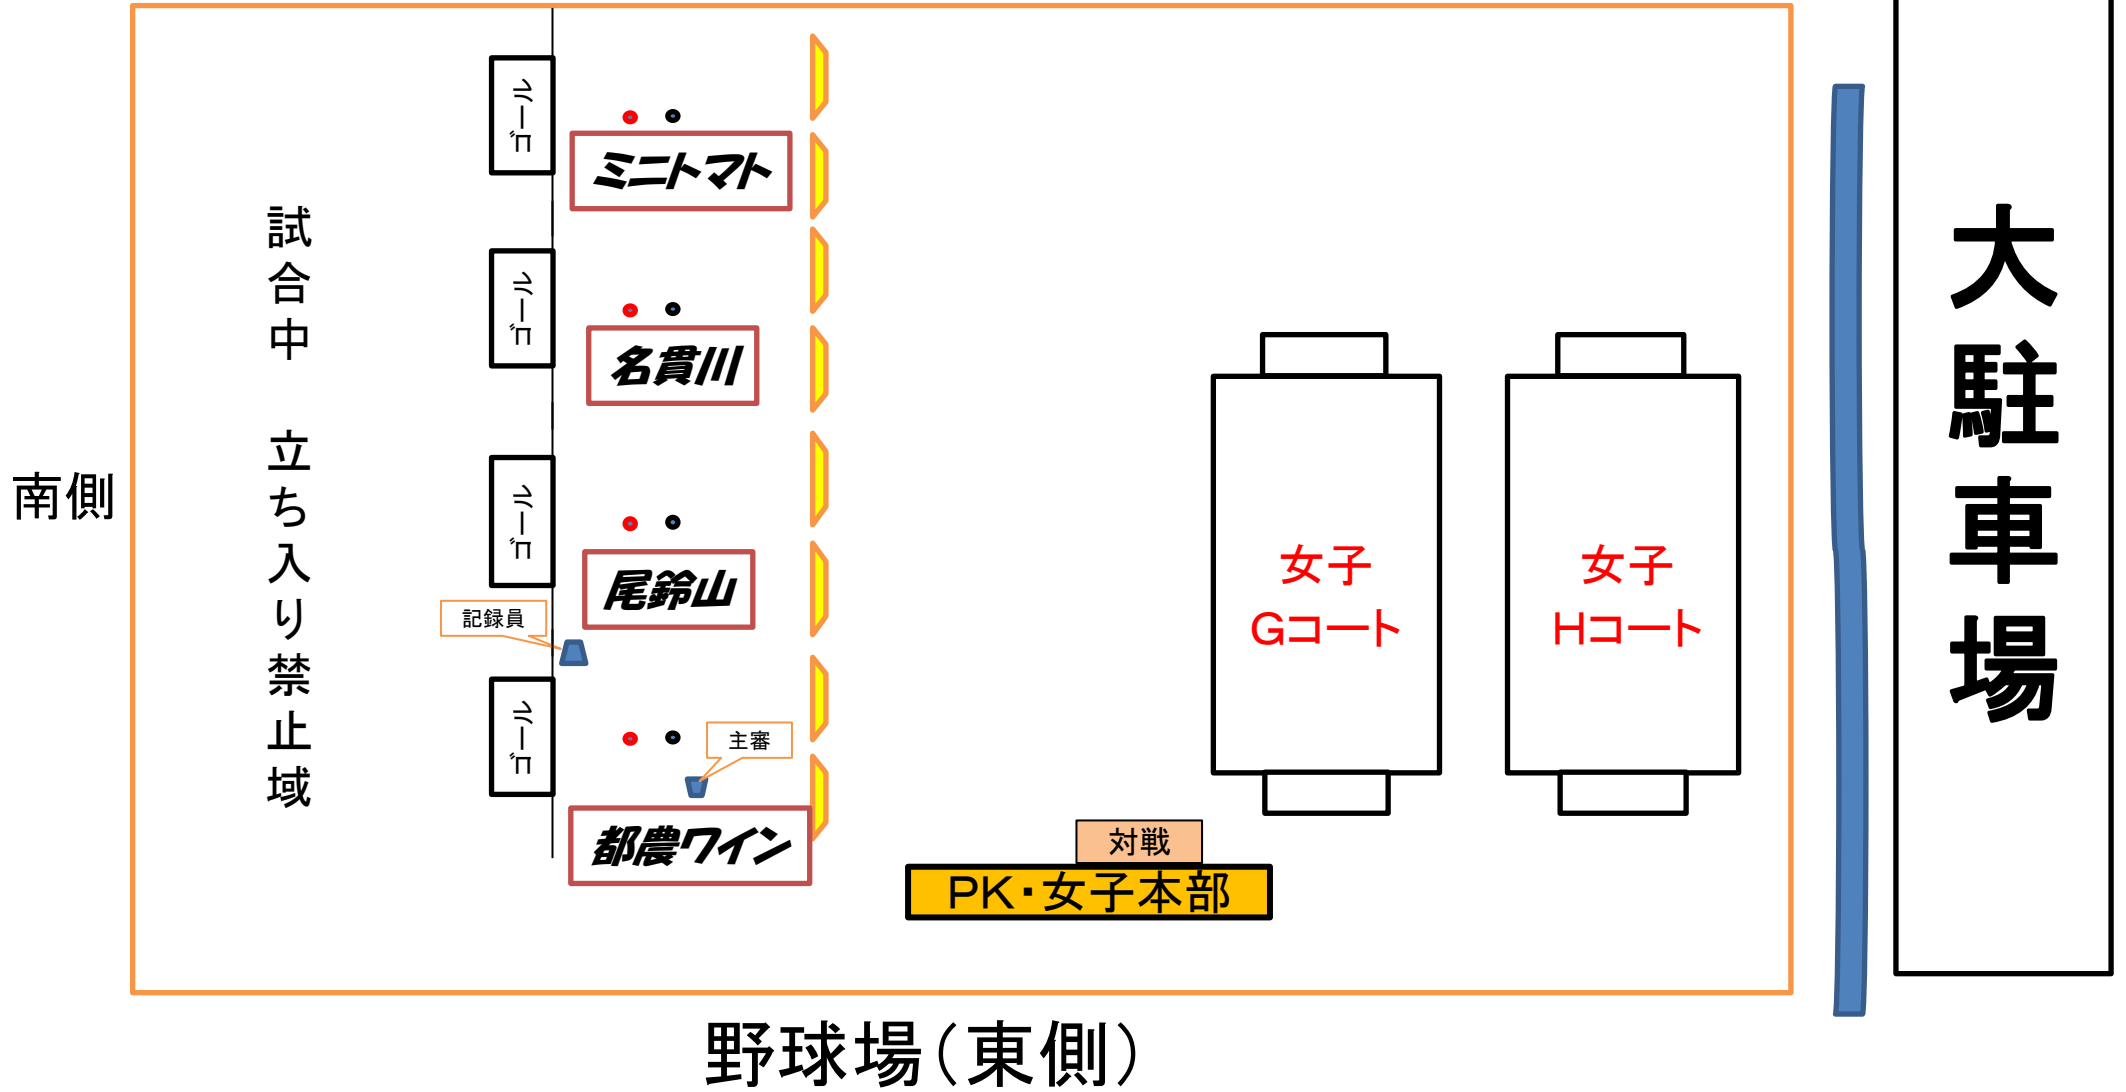 南側
試合中　立ち入り禁止域
ゴール
ミニトマト
ゴール
名貫川
ゴール
尾鈴山
記録員
ゴール
主審
都農ワイン
女子
Gコート
女子
Hコート
対戦
PK・女子本部
大駐車場
野球場(東側)